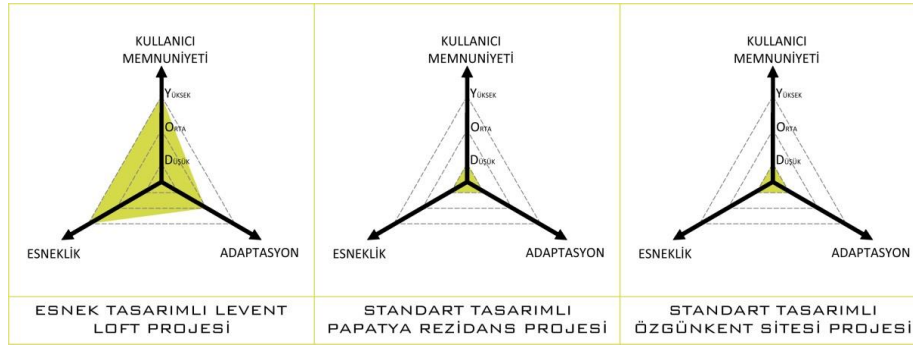 KULLANICI
MEMNUNİYETİ
YÜKSEK
ORTA
DÜŞÜK
ESNEKLİK
ADAPTASYON
ESNEK TASARIMLI LEVENT
LOFT PROJESİ
KULLANICI
MEMNUNİYETİ
YÜKSEK
ORTA
DÜŞÜK
ESNEKLİK
ADAPTASYON
STANDART TASARIMLI
PAPATYA REZİDANS PROJESİ
KULLANICI
MEMNUNİYETİ
YÜKSEK
ORTA
DÜŞÜK
ESNEKLİK
ADAPTASYON
STANDART TASARIMLI
ÖZGÜNKENT SİTESİ PROJESİ